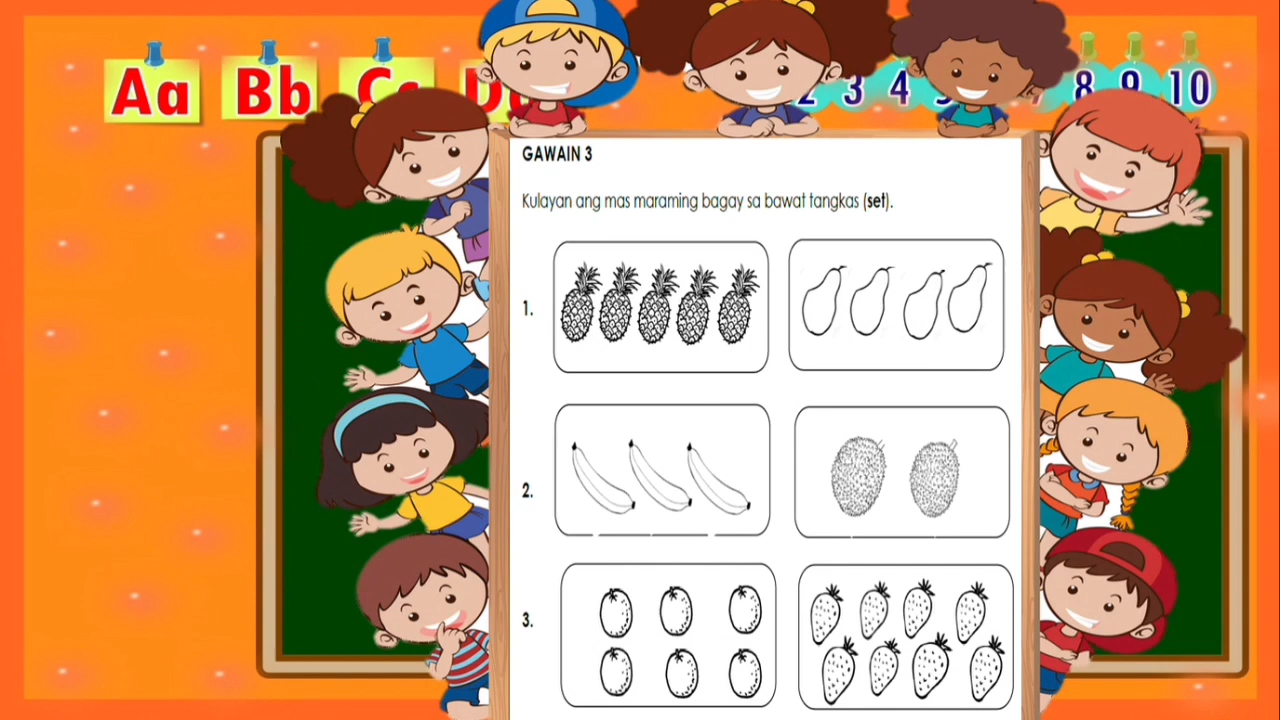 Aa Bb
3 4 8 9 10
GAWAIN 3
Kulayan ang mas maraming bagay sa bawat tangkas (set).
1.
2.
3.